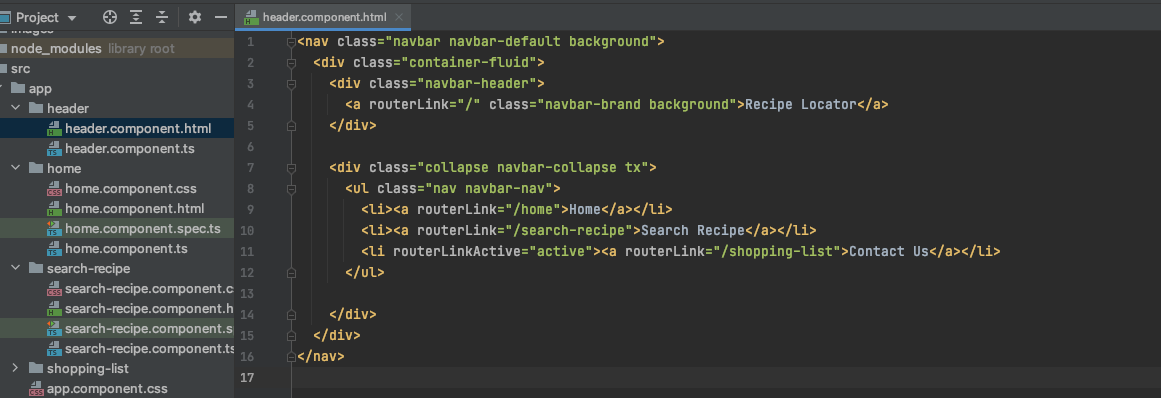 Project
header.component.html
images
node_modules library root
src
app
header
header.component.html
header.component.ts
home
home.component.css
home.component.html
home.component.spec.ts
home.component.ts
search-recipe
search-recipe.component.c
search-recipe.component.h
search-recipe.component.s
search-recipe.component.ts
shopping-list
app.component.css
1 <nav class="navbar navbar-default background">
2 <div class="container-fluid">
3 <div class="navbar-header">
4 <a routerLink="/" class="navbar-brand background">Recipe Locator</a>
5 </div>
6
7 <div class="collapse navbar-collapse tx">
8 <ul class="nav navbar-nav">
9 <li><a routerLink="/home">Home</a></li>
10 <li><a routerLink="/search-recipe">Search Recipe</a></li>
11 <li routerLinkActive="active"><a routerLink="/shopping-list">Contact Us</a></li>
12 </ul>
13
14 </div>
15 </div>
16 </nav>
17